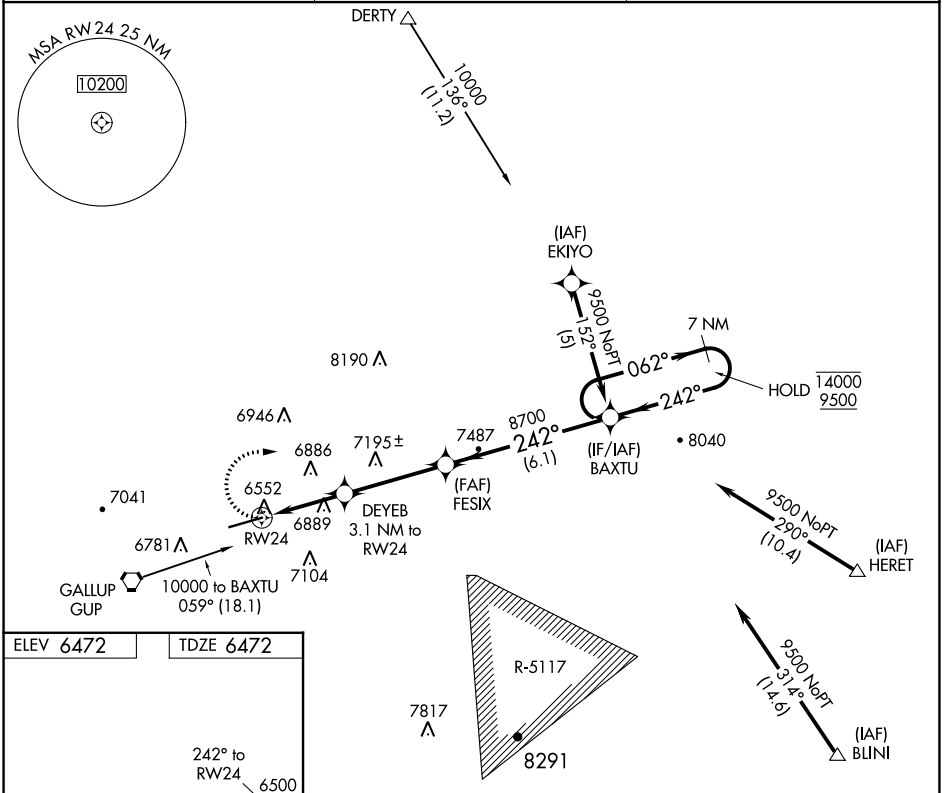 MSA RW24 25 NM
10200
DERTY
10000
136°
(11.2)
(IAF)
EKIYO
9500 NoPT
152°
(5)
7 NM
062°
HOLD
14000
9500
242°
8190
6946
6886
7195±
7487
8700
242°
(6.1)
(IF/IAF)
BAXTU
8040
7041
6552
6889
DEYEB
3.1 NM to
RW24
(FAF)
FESIX
RW24
6781
7104
GALLUP
GUP
10000 to BAXTU
059° (18.1)
9500 NoPT
290°
(10.4)
(IAF)
HERET
R-5117
7817
8291
9500 NoPT
314°
(14.6)
(IAF)
BLINI
ELEV 6472
TDZE 6472
242° to
RW24
6500